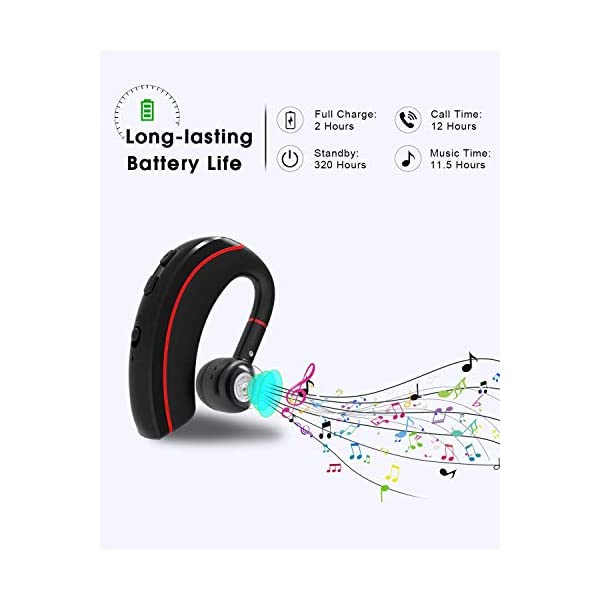 Long-lasting
Battery Life
Full Charge:
2 Hours
Call Time:
12 Hours
Standby:
320 Hours
Music Time:
11.5 Hours